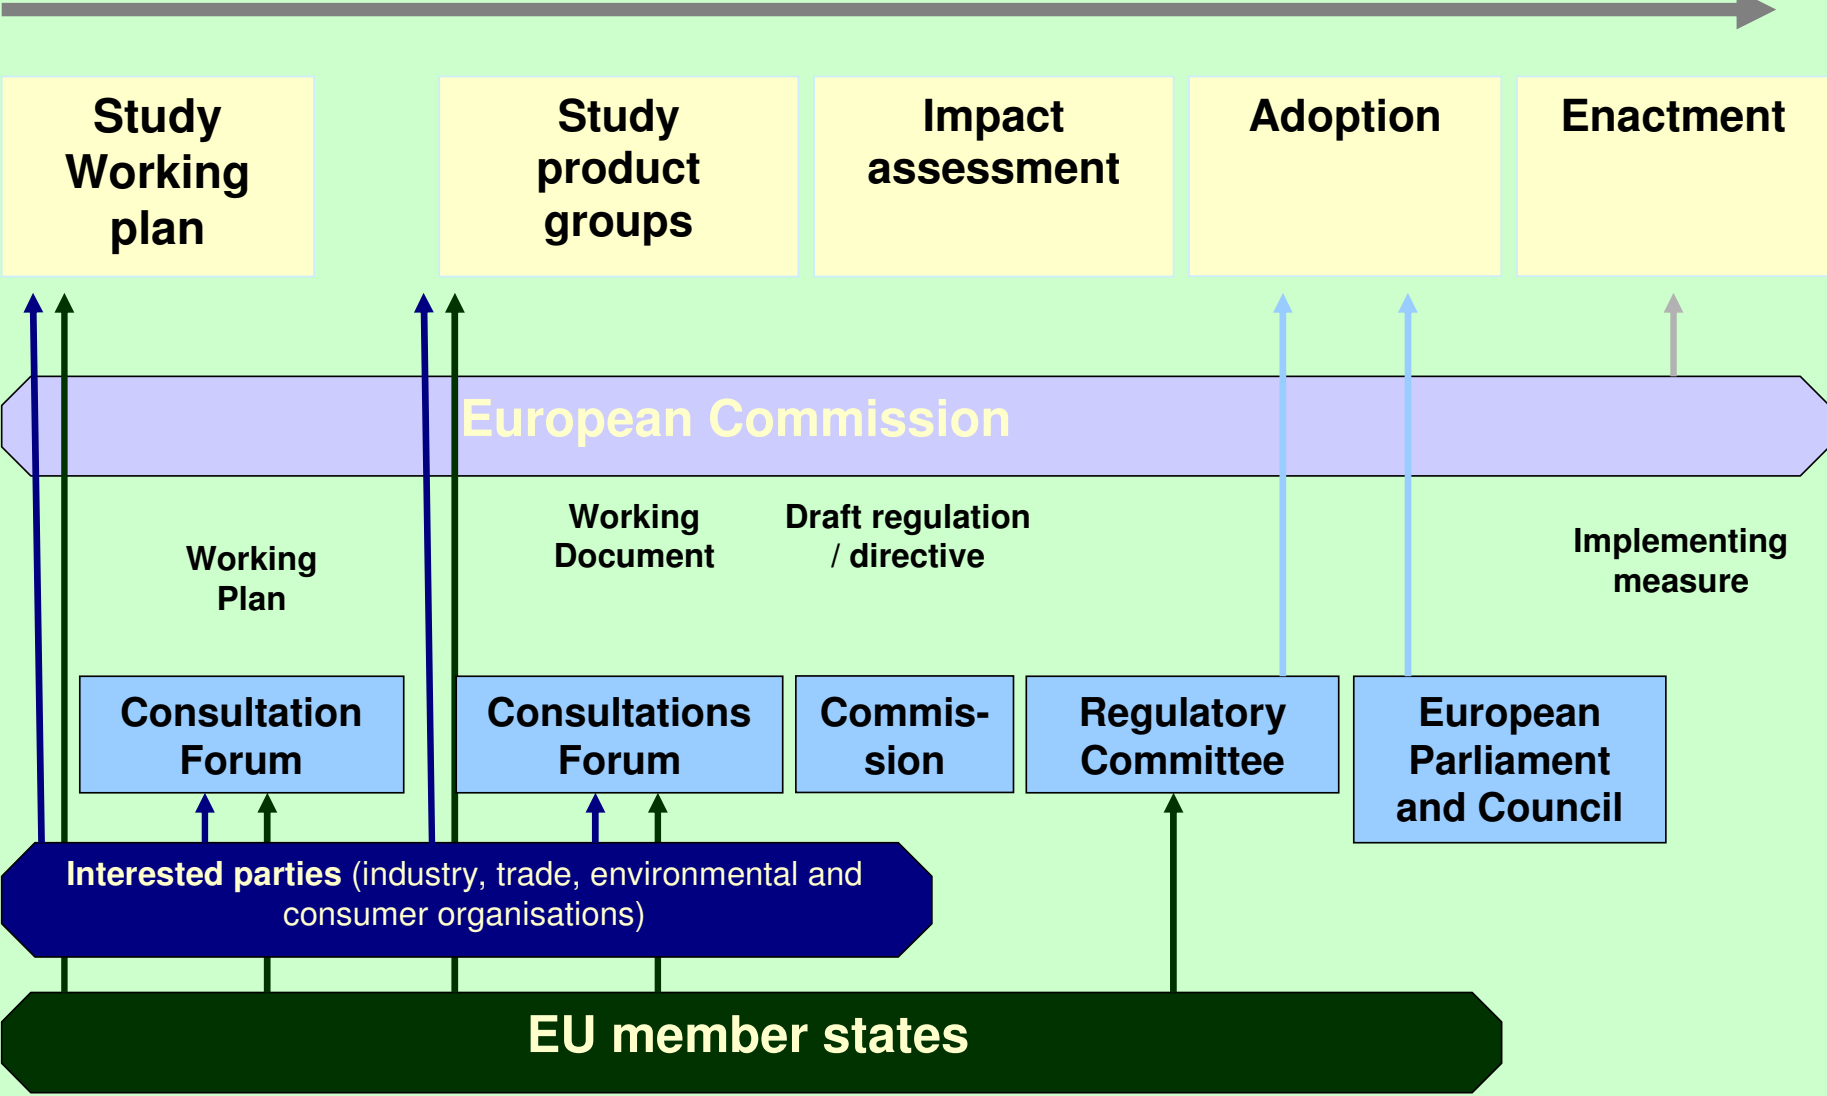 Study
Working
plan
Study
product
groups
Impact
assessment
Adoption
Enactment
European Commission
Working
Plan
Working
Document
Draft regulation
/ directive
Implementing
measure
Consultation
Forum
Consultations
Forum
Commis-
sion
Regulatory
Committee
European
Parliament
and Council
Interested parties (industry, trade, environmental and
consumer organisations)
EU member states